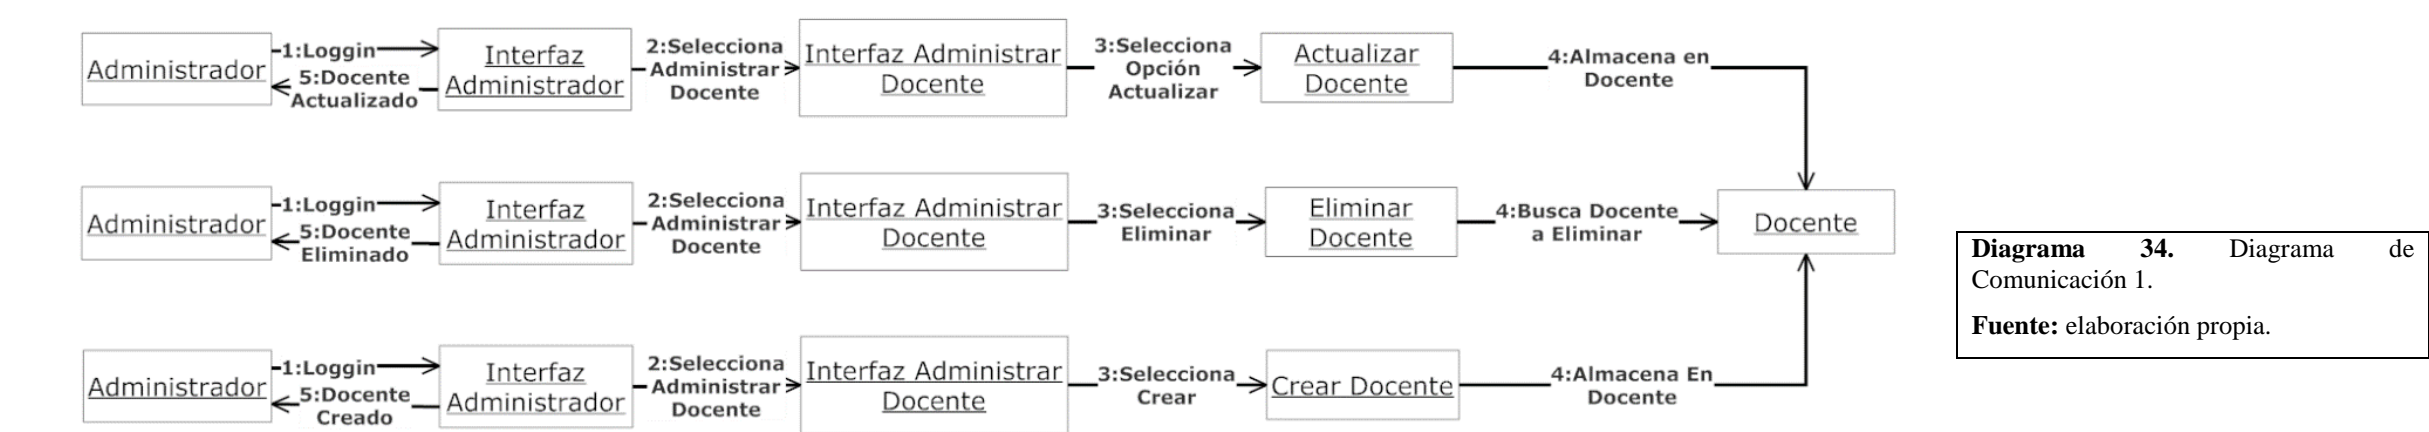 Administrador
1:Loggin
5:Docente
Actualizado
Interfaz
Administrador
2:Selecciona
Administrar
Docente
Interfaz Administrar
Docente
3:Selecciona
Opción
Actualizar
Actualizar
Docente
4:Almacena en
Docente
Administrador
1:Loggin
5:Docente
Eliminado
Interfaz
Administrador
2:Selecciona
Administrar
Docente
Interfaz Administrar
Docente
3:Selecciona
Eliminar
Eliminar
Docente
4:Busca Docente
a Eliminar
Docente
Administrador
1:Loggin
5:Docente
Creado
Interfaz
Administrador
2:Selecciona
Administrar
Docente
Interfaz Administrar
Docente
3:Selecciona
Crear
Crear Docente
4:Almacena En
Docente
Diagrama 34. Diagrama de
Comunicación 1.
Fuente: elaboración propia.